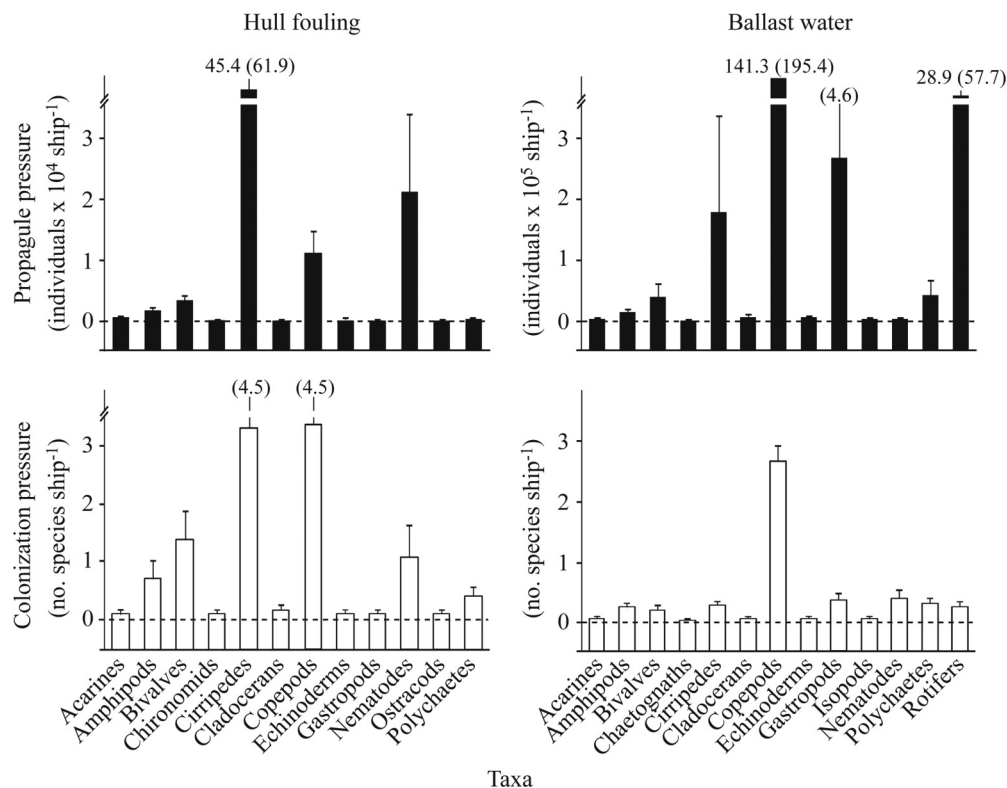 Hull fouling
Ballast water
45.4 (61.9)
141.3 (195.4)
28.9 (57.7)
(4.6)
Propagule pressure
(individuals x 10⁴ ship⁻¹)
3
2
1
0
(individuals x 10⁵ ship⁻¹)
3
2
1
0
(4.5)
(4.5)
Colonization pressure
(no. species ship⁻¹)
3
2
1
0
(no. species ship⁻¹)
3
2
1
0
Acarines
Amphipods
Bivalves
Chironomids
Cirripedes
Cladocerans
Copepods
Echinoderms
Gastropods
Nematodes
Ostracods
Polychaetes
Acarines
Amphipods
Bivalves
Chaetognaths
Cirripedes
Cladocerans
Copepods
Echinoderms
Gastropods
Isopods
Nematodes
Polychaetes
Rotifers
Taxa